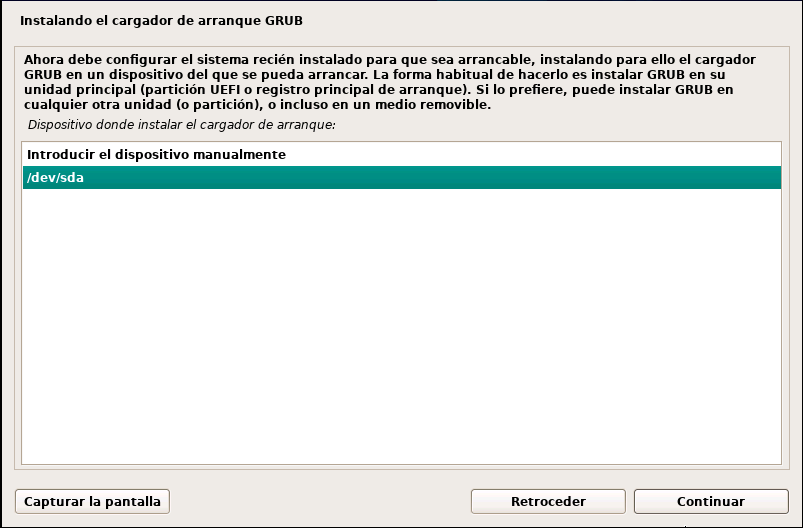 Instalando el cargador de arranque GRUB
Ahora debe configurar el sistema recién instalado para que sea arrancable, instalando para ello el cargador
GRUB en un dispositivo del que se pueda arrancar. La forma habitual de hacerlo es instalar GRUB en su
unidad principal (partición UEFI o registro principal de arranque). Si lo prefiere, puede instalar GRUB en
cualquier otra unidad (o partición), o incluso en un medio removible.
Dispositivo donde instalar el cargador de arranque:
Introducir el dispositivo manualmente
/dev/sda
Capturar la pantalla
Retroceder
Continuar